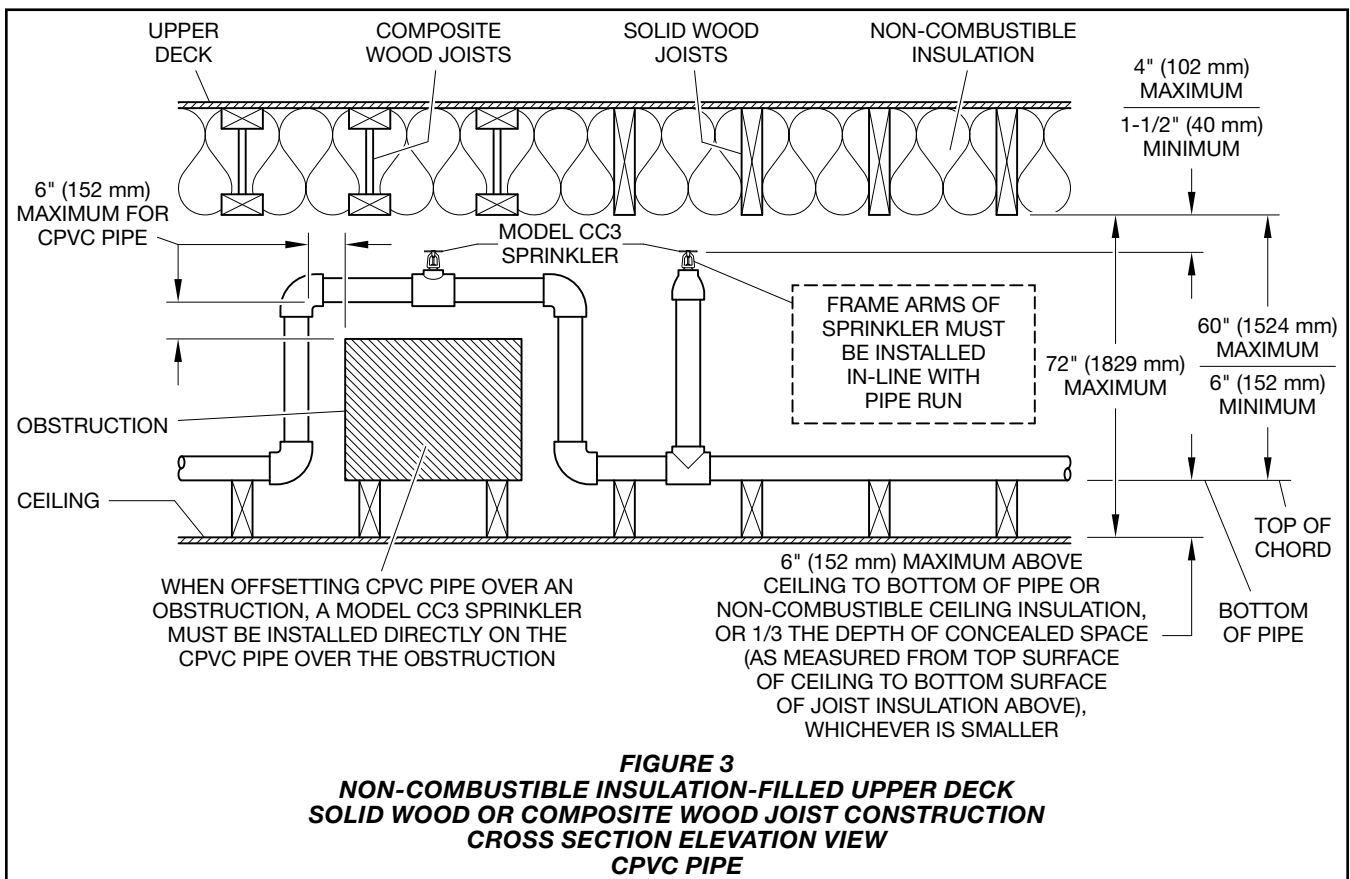 UPPER
DECK
COMPOSITE
WOOD JOISTS
SOLID WOOD
JOISTS
NON-COMBUSTIBLE
INSULATION
4" (102 mm)
MAXIMUM
1-1/2" (40 mm)
MINIMUM
6" (152 mm)
MAXIMUM FOR
CPVC PIPE
MODEL CC3
SPRINKLER
FRAME ARMS OF
SPRINKLER MUST
BE INSTALLED
IN-LINE WITH
PIPE RUN
72" (1829 mm)
MAXIMUM
60" (1524 mm)
MAXIMUM
6" (152 mm)
MINIMUM
OBSTRUCTION
CEILING
TOP OF
CHORD
BOTTOM
OF PIPE
WHEN OFFSETTING CPVC PIPE OVER AN
OBSTRUCTION, A MODEL CC3 SPRINKLER
MUST BE INSTALLED DIRECTLY ON THE
CPVC PIPE OVER THE OBSTRUCTION
6" (152 mm) MAXIMUM ABOVE
CEILING TO BOTTOM OF PIPE OR
NON-COMBUSTIBLE CEILING INSULATION,
OR 1/3 THE DEPTH OF CONCEALED SPACE
(AS MEASURED FROM TOP SURFACE
OF CEILING TO BOTTOM SURFACE
OF JOIST INSULATION ABOVE),
WHICHEVER IS SMALLER
FIGURE 3
NON-COMBUSTIBLE INSULATION-FILLED UPPER DECK
SOLID WOOD OR COMPOSITE WOOD JOIST CONSTRUCTION
CROSS SECTION ELEVATION VIEW
CPVC PIPE